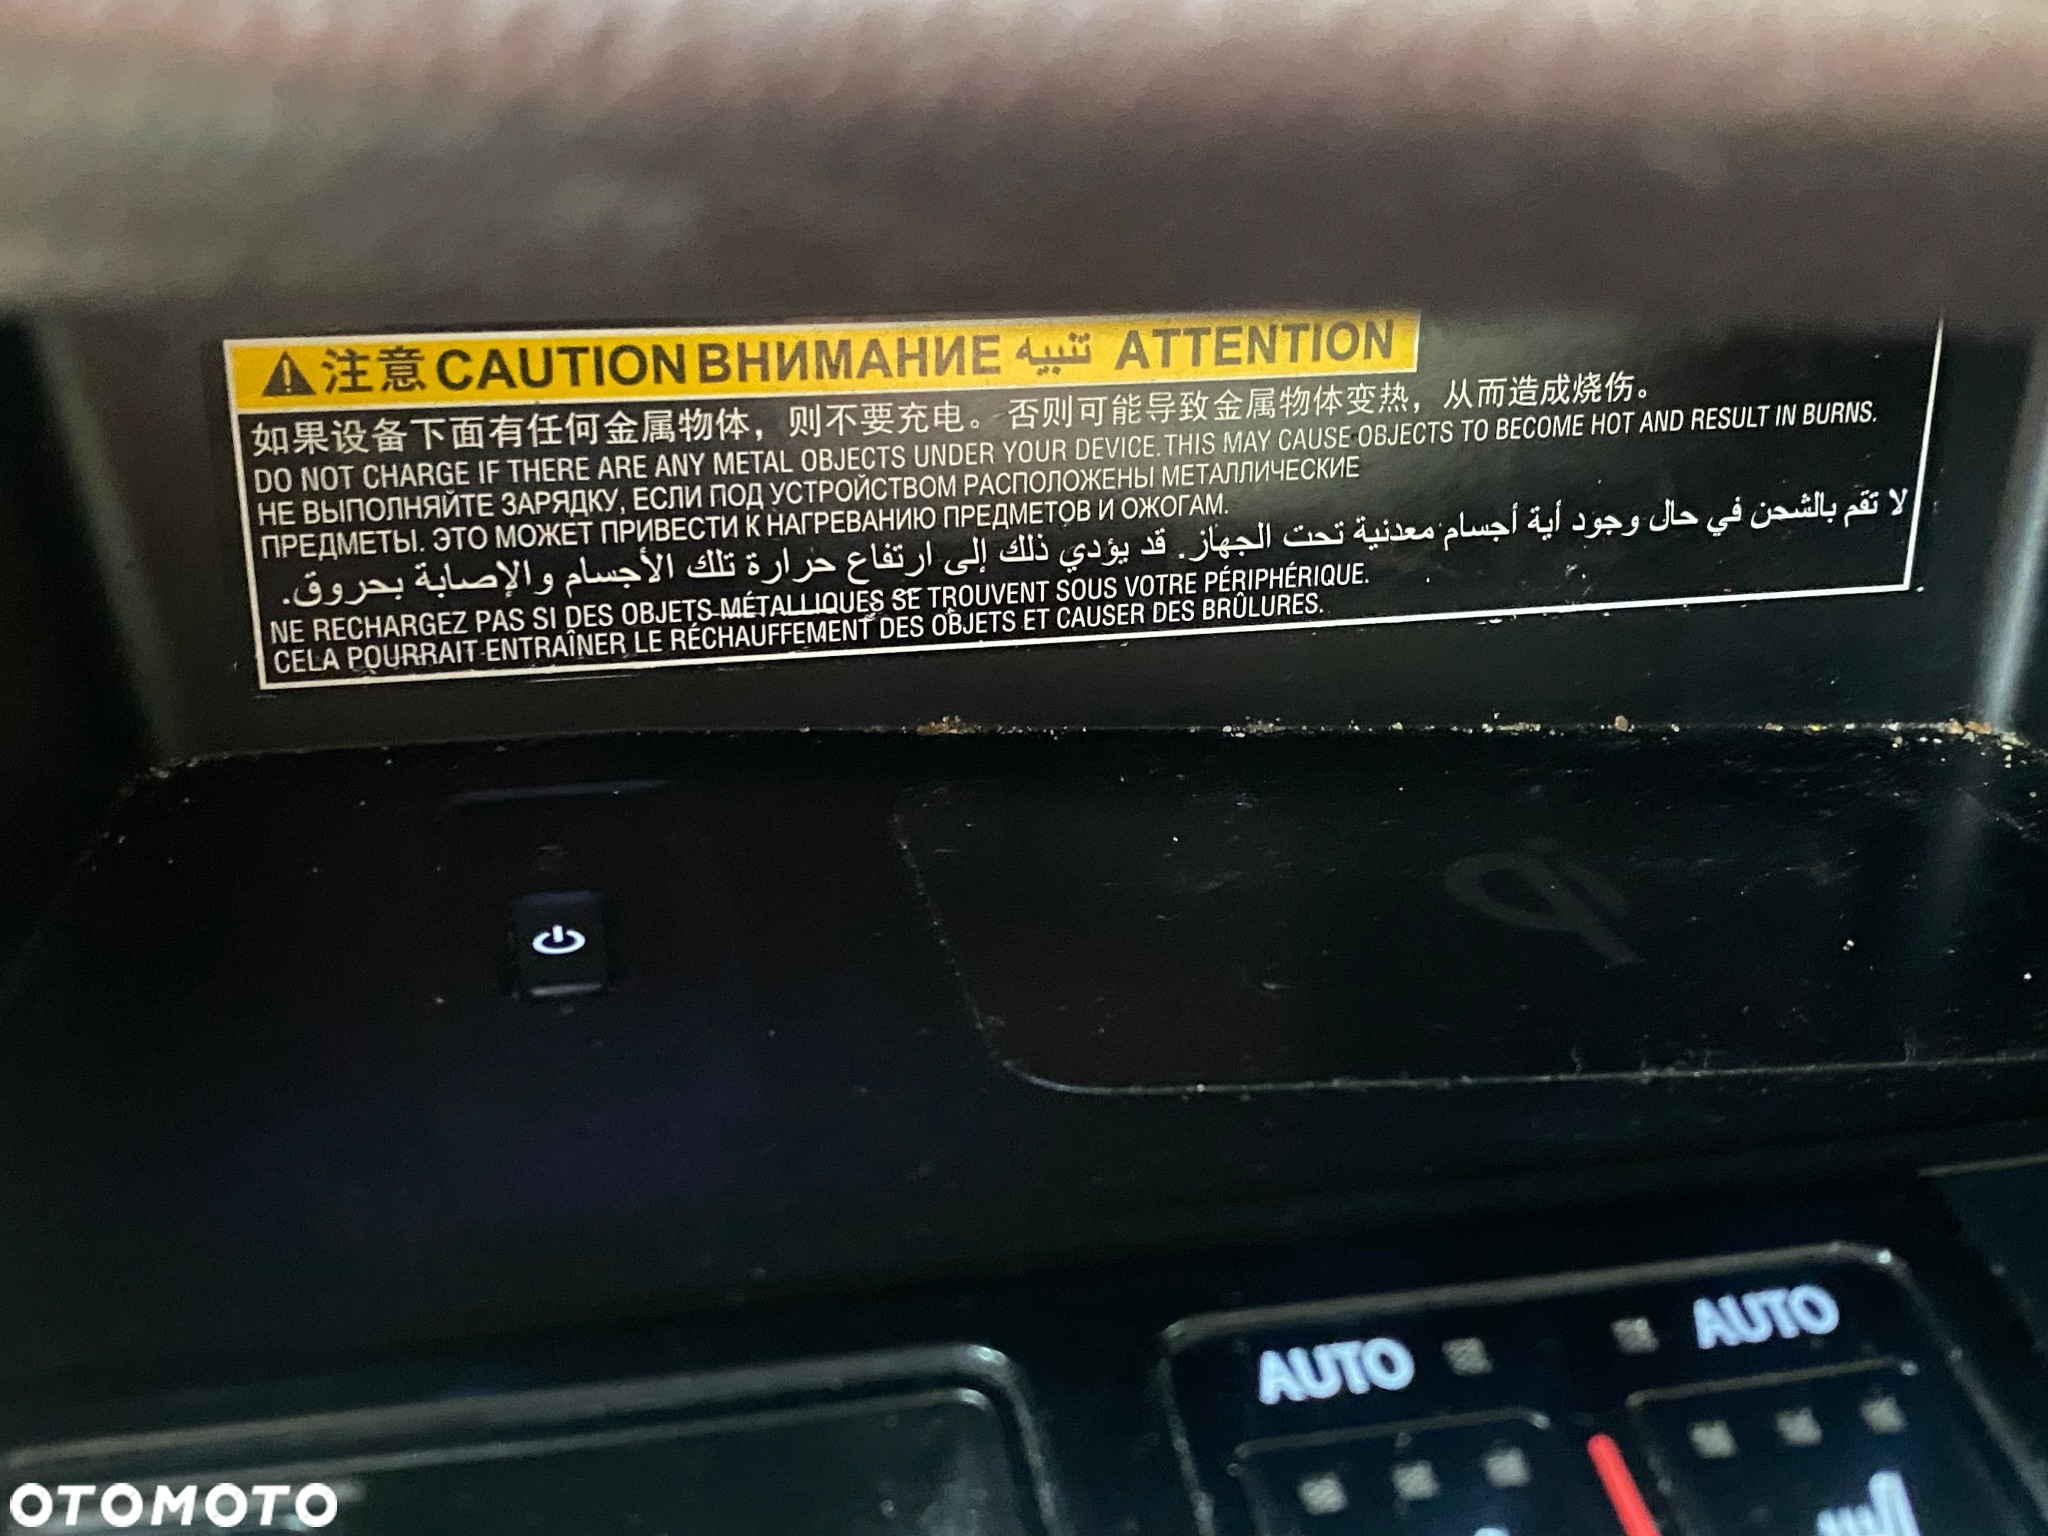 注意 CAUTION ВНИМАНИЕ تنبيه ATTENTION
如果设备下面有任何金属物体，则不要充电。否则可能导致金属物体变热，从而造成烧伤。
DO NOT CHARGE IF THERE ARE ANY METAL OBJECTS UNDER YOUR DEVICE. THIS MAY CAUSE OBJECTS TO BECOME HOT AND RESULT IN BURNS.
НЕ ВЫПОЛНЯЙТЕ ЗАРЯДКУ, ЕСЛИ ПОД УСТРОЙСТВОМ РАСПОЛОЖЕНЫ МЕТАЛЛИЧЕСКИЕ
ПРЕДМЕТЫ. ЭТО МОЖЕТ ПРИВЕСТИ К НАГРЕВАНИЮ ПРЕДМЕТОВ И ОЖОГАМ.
لا تقم بالشحن في حال وجود أية أجسام معدنية تحت الجهاز. قد يؤدي ذلك إلى ارتفاع حرارة تلك الأجسام والإصابة بحروق.
NE RECHARGEZ PAS SI DES OBJETS MÉTALLIQUES SE TROUVENT SOUS VOTRE PÉRIPHÉRIQUE.
CELA POURRAIT ENTRAÎNER LE RÉCHAUFFEMENT DES OBJETS ET CAUSER DES BRÛLURES.
AUTO AUTO
OTOMOTO